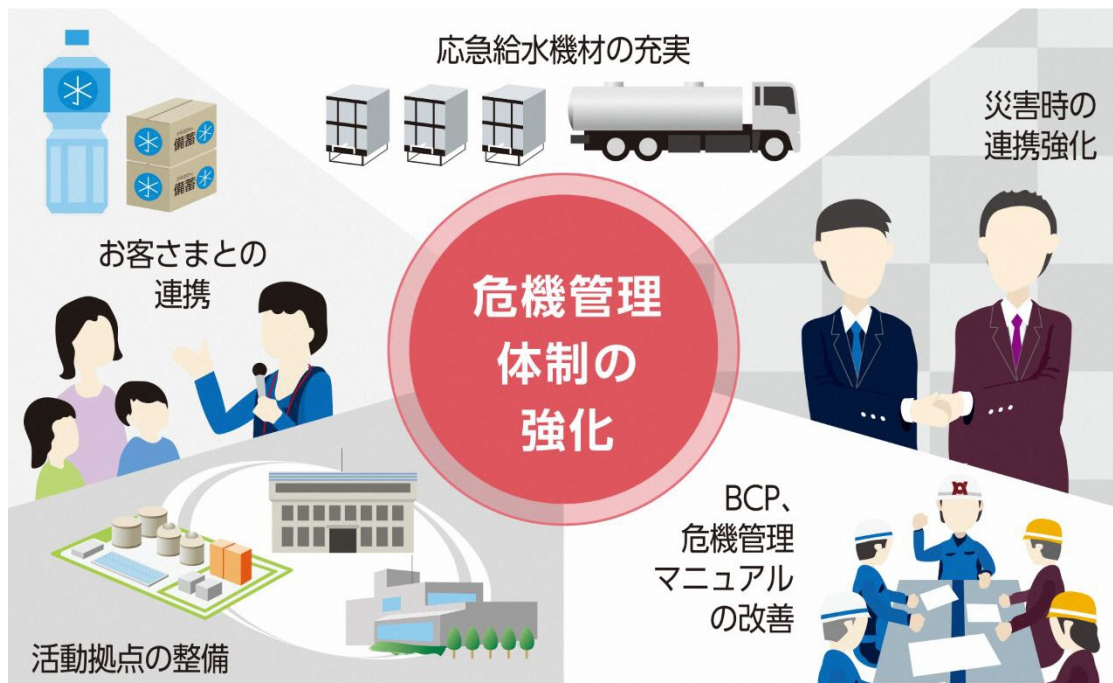 応急給水機材の充実
災害時の
連携強化
備蓄
備蓄
お客さまとの
連携
危機管理
体制の
強化
BCP、
危機管理
マニュアル
の改善
活動拠点の整備